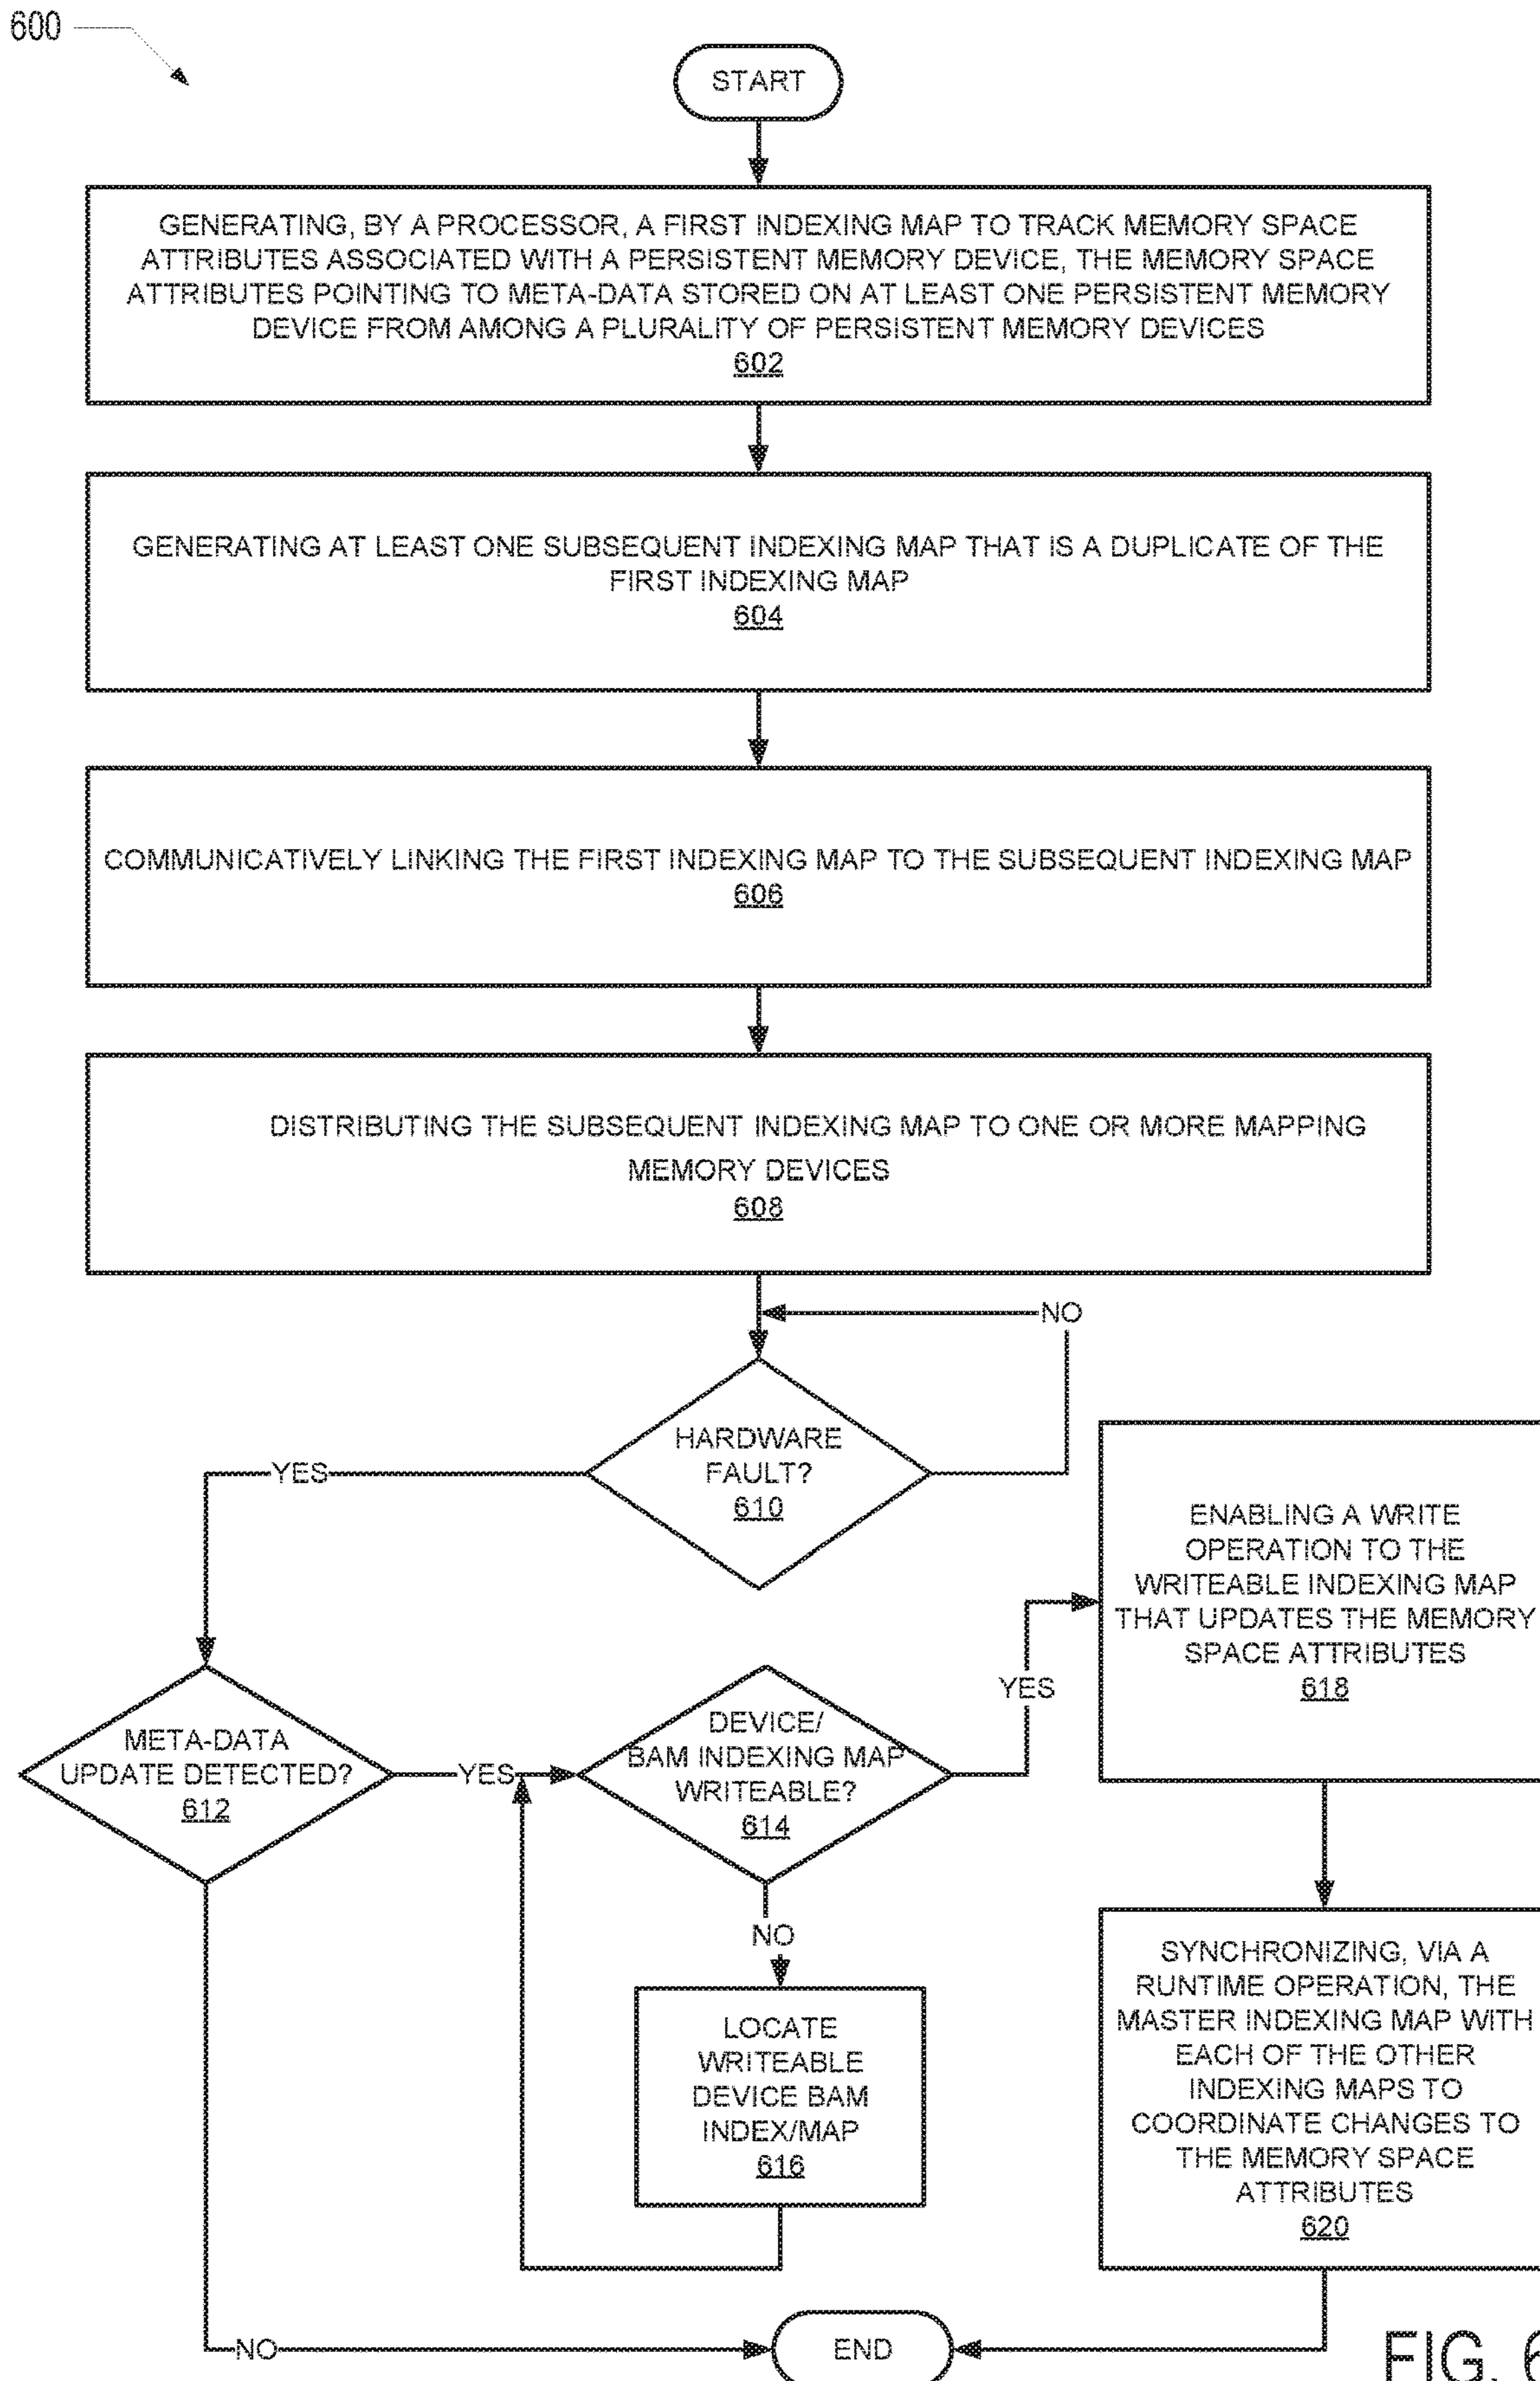 600
START
GENERATING, BY A PROCESSOR, A FIRST INDEXING MAP TO TRACK MEMORY SPACE
ATTRIBUTES ASSOCIATED WITH A PERSISTENT MEMORY DEVICE, THE MEMORY SPACE
ATTRIBUTES POINTING TO META-DATA STORED ON AT LEAST ONE PERSISTENT MEMORY
DEVICE FROM AMONG A PLURALITY OF PERSISTENT MEMORY DEVICES
602
GENERATING AT LEAST ONE SUBSEQUENT INDEXING MAP THAT IS A DUPLICATE OF THE
FIRST INDEXING MAP
604
COMMUNICATIVELY LINKING THE FIRST INDEXING MAP TO THE SUBSEQUENT INDEXING MAP
606
DISTRIBUTING THE SUBSEQUENT INDEXING MAP TO ONE OR MORE MAPPING
MEMORY DEVICES
608
NO
HARDWARE
FAULT?
610
YES
META-DATA
UPDATE DETECTED?
612
YES
DEVICE/
BAM INDEXING MAP
WRITEABLE?
614
YES
NO
LOCATE
WRITEABLE
DEVICE BAM
INDEX/MAP
616
ENABLING A WRITE
OPERATION TO THE
WRITEABLE INDEXING MAP
THAT UPDATES THE MEMORY
SPACE ATTRIBUTES
618
SYNCHRONIZING, VIA A
RUNTIME OPERATION, THE
MASTER INDEXING MAP WITH
EACH OF THE OTHER
INDEXING MAPS TO
COORDINATE CHANGES TO
THE MEMORY SPACE
ATTRIBUTES
620
NO
END
FIG. 6